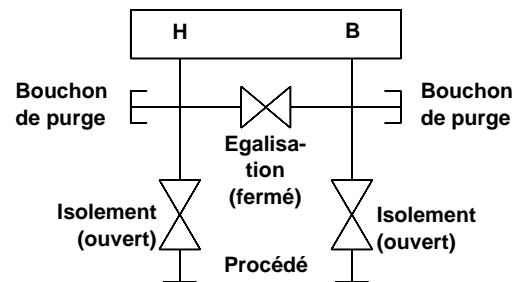 H
B
Bouchon
de purge
Bouchon
de purge
Egalisa-
tion
(fermé)
Isolement
(ouvert)
Isolement
(ouvert)
Procédé